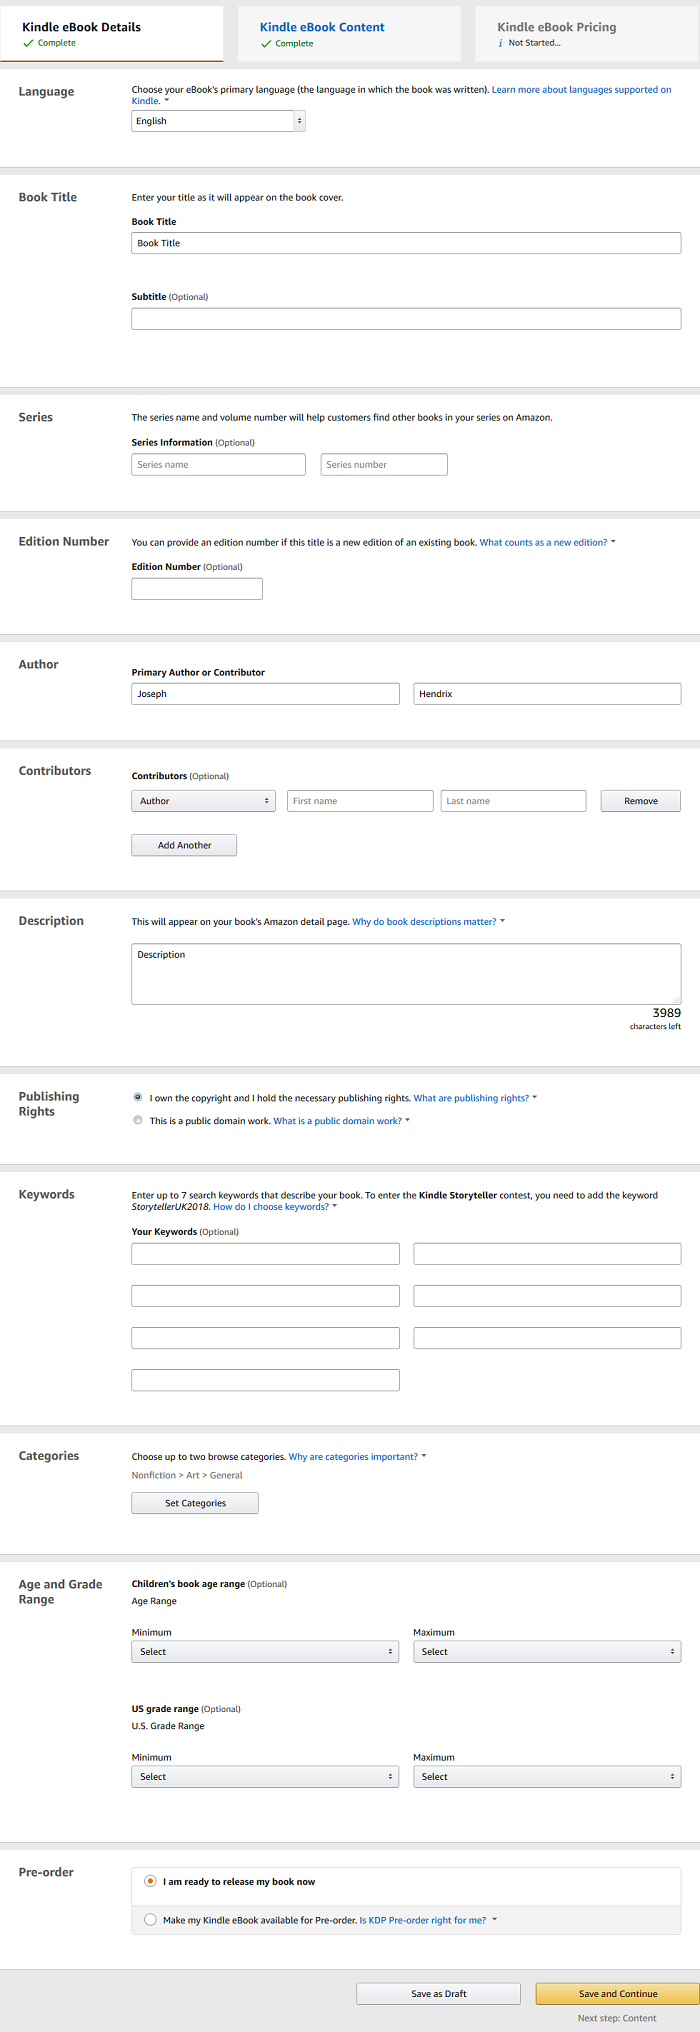 Kindle eBook Details
Complete
Kindle eBook Content
Complete
Kindle eBook Pricing
i Not Started...
Language
Choose your eBook's primary language (the language in which the book was written). Learn more about languages supported on
Kindle.
English
Book Title
Enter your title as it will appear on the book cover.
Book Title
Book Title
Subtitle (Optional)
Series
The series name and volume number will help customers find other books in your series on Amazon.
Series Information (Optional)
Series name
Series number
Edition Number
You can provide an edition number if this title is a new edition of an existing book. What counts as a new edition?
Edition Number (Optional)
Author
Primary Author or Contributor
Joseph
Hendrix
Contributors
Contributors (Optional)
Author
First name
Last name
Remove
Add Another
Description
This will appear on your book's Amazon detail page. Why do book descriptions matter?
Description
3989
characters left
Publishing
Rights
I own the copyright and I hold the necessary publishing rights. What are publishing rights?
This is a public domain work. What is a public domain work?
Keywords
Enter up to 7 search keywords that describe your book. To enter the Kindle Storyteller contest, you need to add the keyword
StorytellerUK2018. How do I choose keywords?
Your Keywords (Optional)
Categories
Choose up to two browse categories. Why are categories important?
Nonfiction > Art > General
Set Categories
Age and Grade
Range
Children's book age range (Optional)
Age Range
Minimum
Maximum
Select
Select
US grade range (Optional)
U.S. Grade Range
Minimum
Maximum
Select
Select
Pre-order
I am ready to release my book now
Make my Kindle eBook available for Pre-order. Is KDP Pre-order right for me?
Save as Draft
Save and Continue
Next step: Content